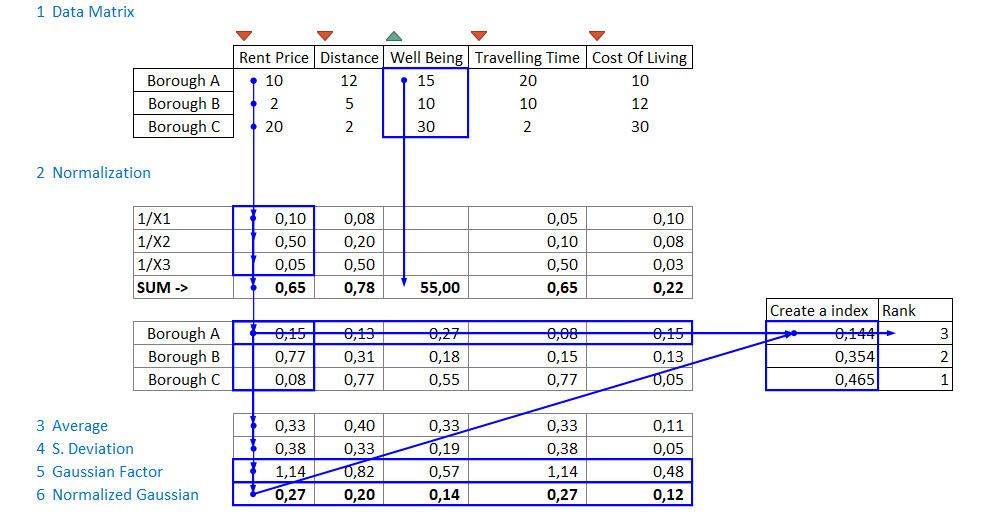 1 Data Matrix
Rent Price Distance Well Being Travelling Time Cost Of Living
Borough A 10 12 15 20 10
Borough B 2 5 10 10 12
Borough C 20 2 30 2 30
2 Normalization
1/X1 0,10 0,08 0,05 0,10
1/X2 0,50 0,20 0,10 0,08
1/X3 0,05 0,50 0,50 0,03
SUM -> 0,65 0,78 55,00 0,65 0,22
Create a index Rank
Borough A 0,15 0,13 0,27 0,08 0,15 0,144 3
Borough B 0,77 0,31 0,18 0,15 0,13 0,354 2
Borough C 0,08 0,77 0,55 0,77 0,05 0,465 1
3 Average 0,33 0,40 0,33 0,33 0,11
4 S. Deviation 0,38 0,33 0,19 0,38 0,05
5 Gaussian Factor 1,14 0,82 0,57 1,14 0,48
6 Normalized Gaussian 0,27 0,20 0,14 0,27 0,12